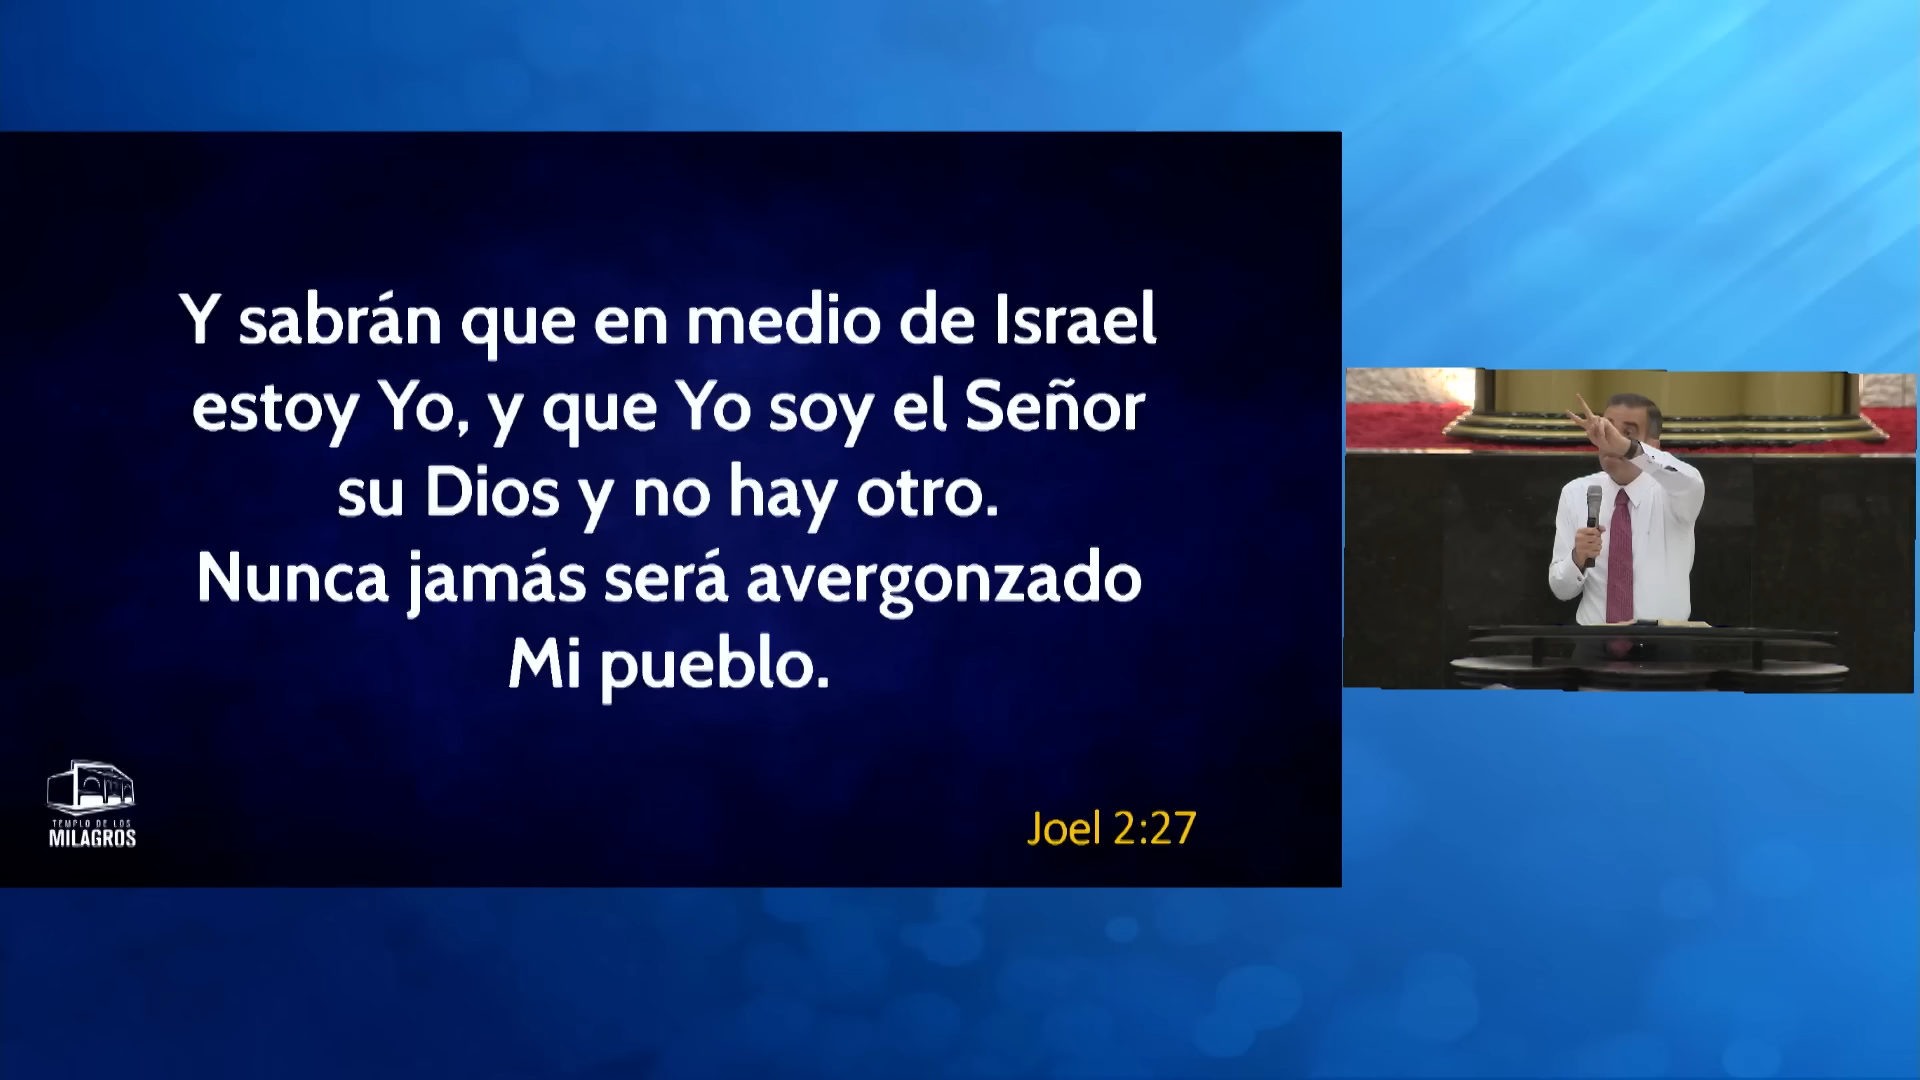 Y sabrán que en medio de Israel
estoy Yo, y que Yo soy el Señor
su Dios y no hay otro.
Nunca jamás será avergonzado
Mi pueblo.
TEMPLO DE LOS
MILAGROS
Joel 2:27